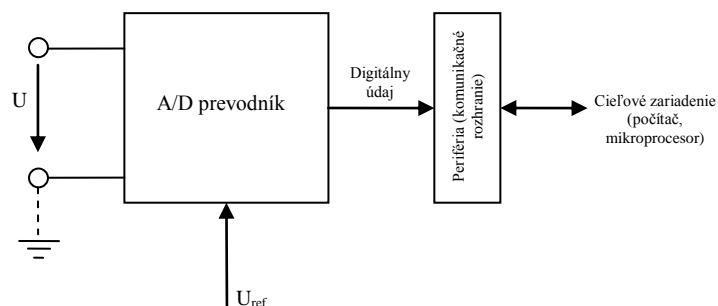 U
A/D prevodník
Digitálny
údaj
Periféria (komunikačné
rozhranie)
Cieľové zariadenie
(počítač,
mikroprocesor)
Uref